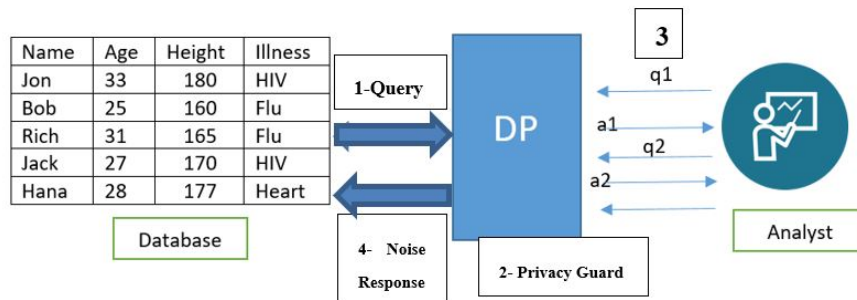 Name Age Height Illness
Jon 33 180 HIV
Bob 25 160 Flu
Rich 31 165 Flu
Jack 27 170 HIV
Hana 28 177 Heart
Database
1-Query
4- Noise
Response
DP
2- Privacy Guard
3
q1
a1
q2
a2
Analyst